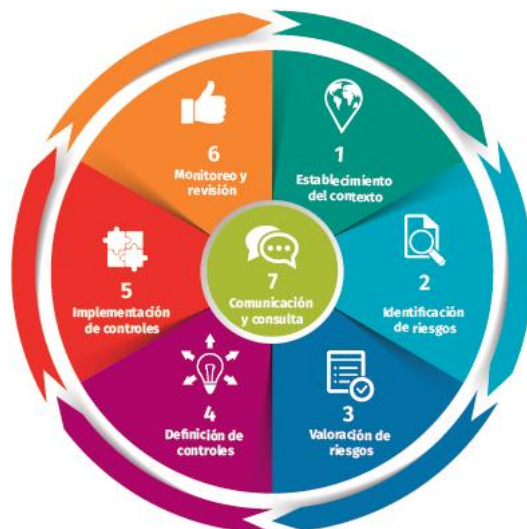 1
Establecimiento
del contexto
2
Identificación
de riesgos
3
Valoración de
riesgos
4
Definición de
controles
5
Implementación
de controles
6
Monitoreo y
revisión
7
Comunicación
y consulta